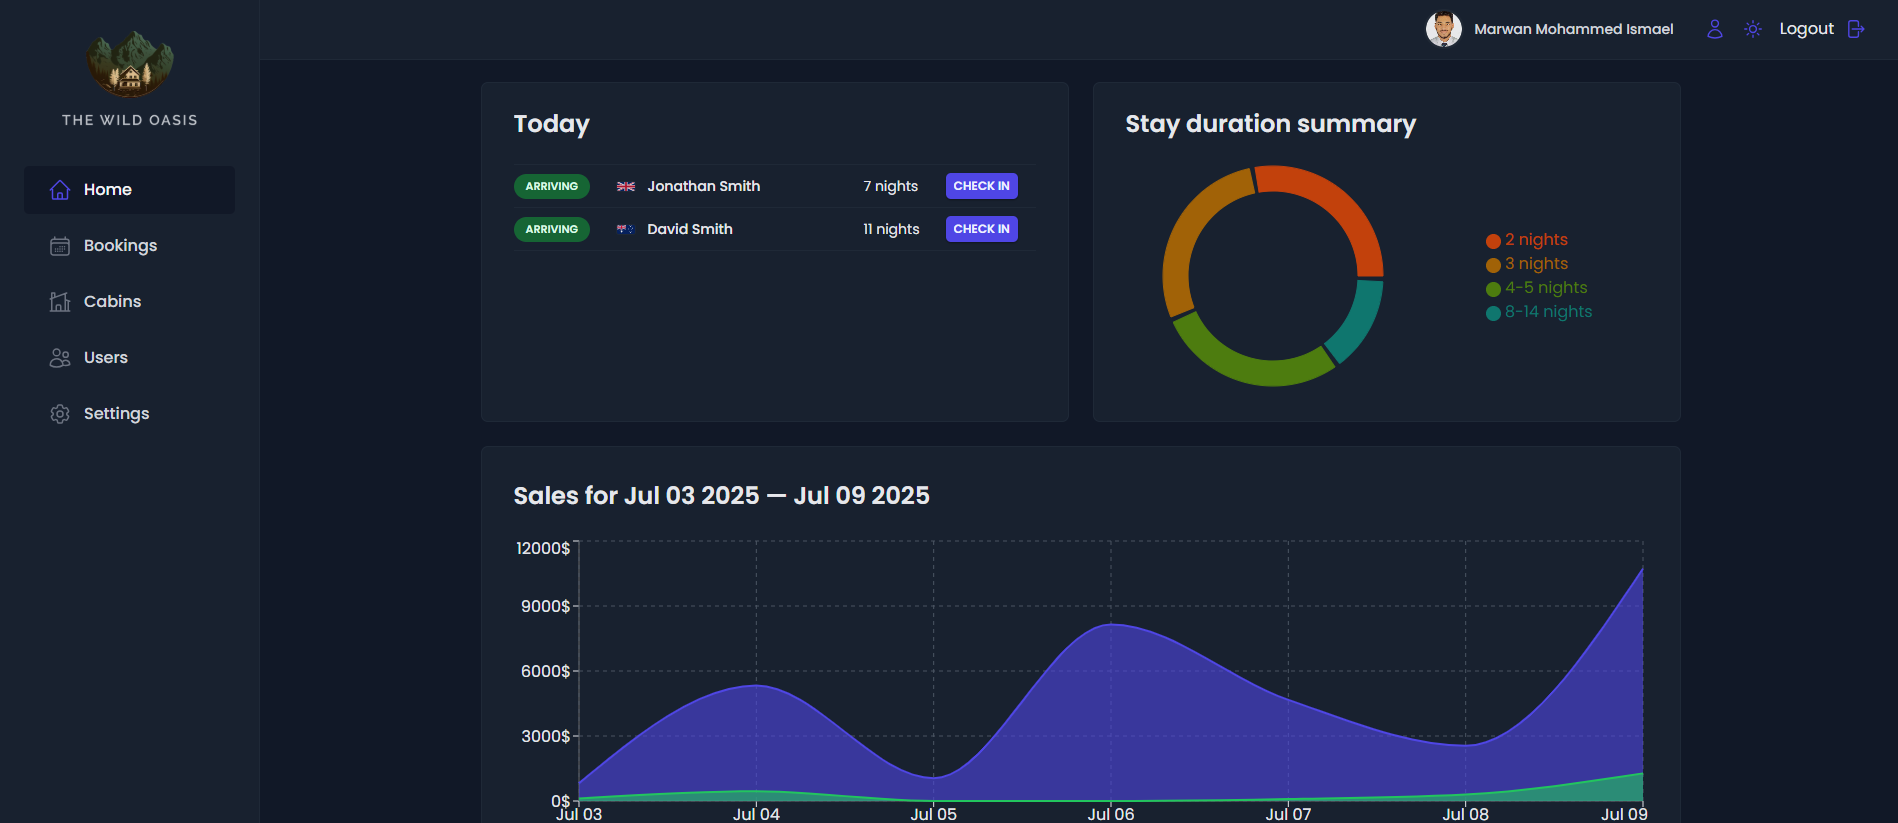 THE WILD OASIS
Home
Bookings
Cabins
Users
Settings
Marwan Mohammed Ismael
Logout
Today
ARRIVING Jonathan Smith 7 nights CHECK IN
ARRIVING David Smith 11 nights CHECK IN
Stay duration summary
2 nights
3 nights
4-5 nights
8-14 nights
Sales for Jul 03 2025 — Jul 09 2025
12000$
9000$
6000$
3000$
0$
Jul 03 Jul 04 Jul 05 Jul 06 Jul 07 Jul 08 Jul 09